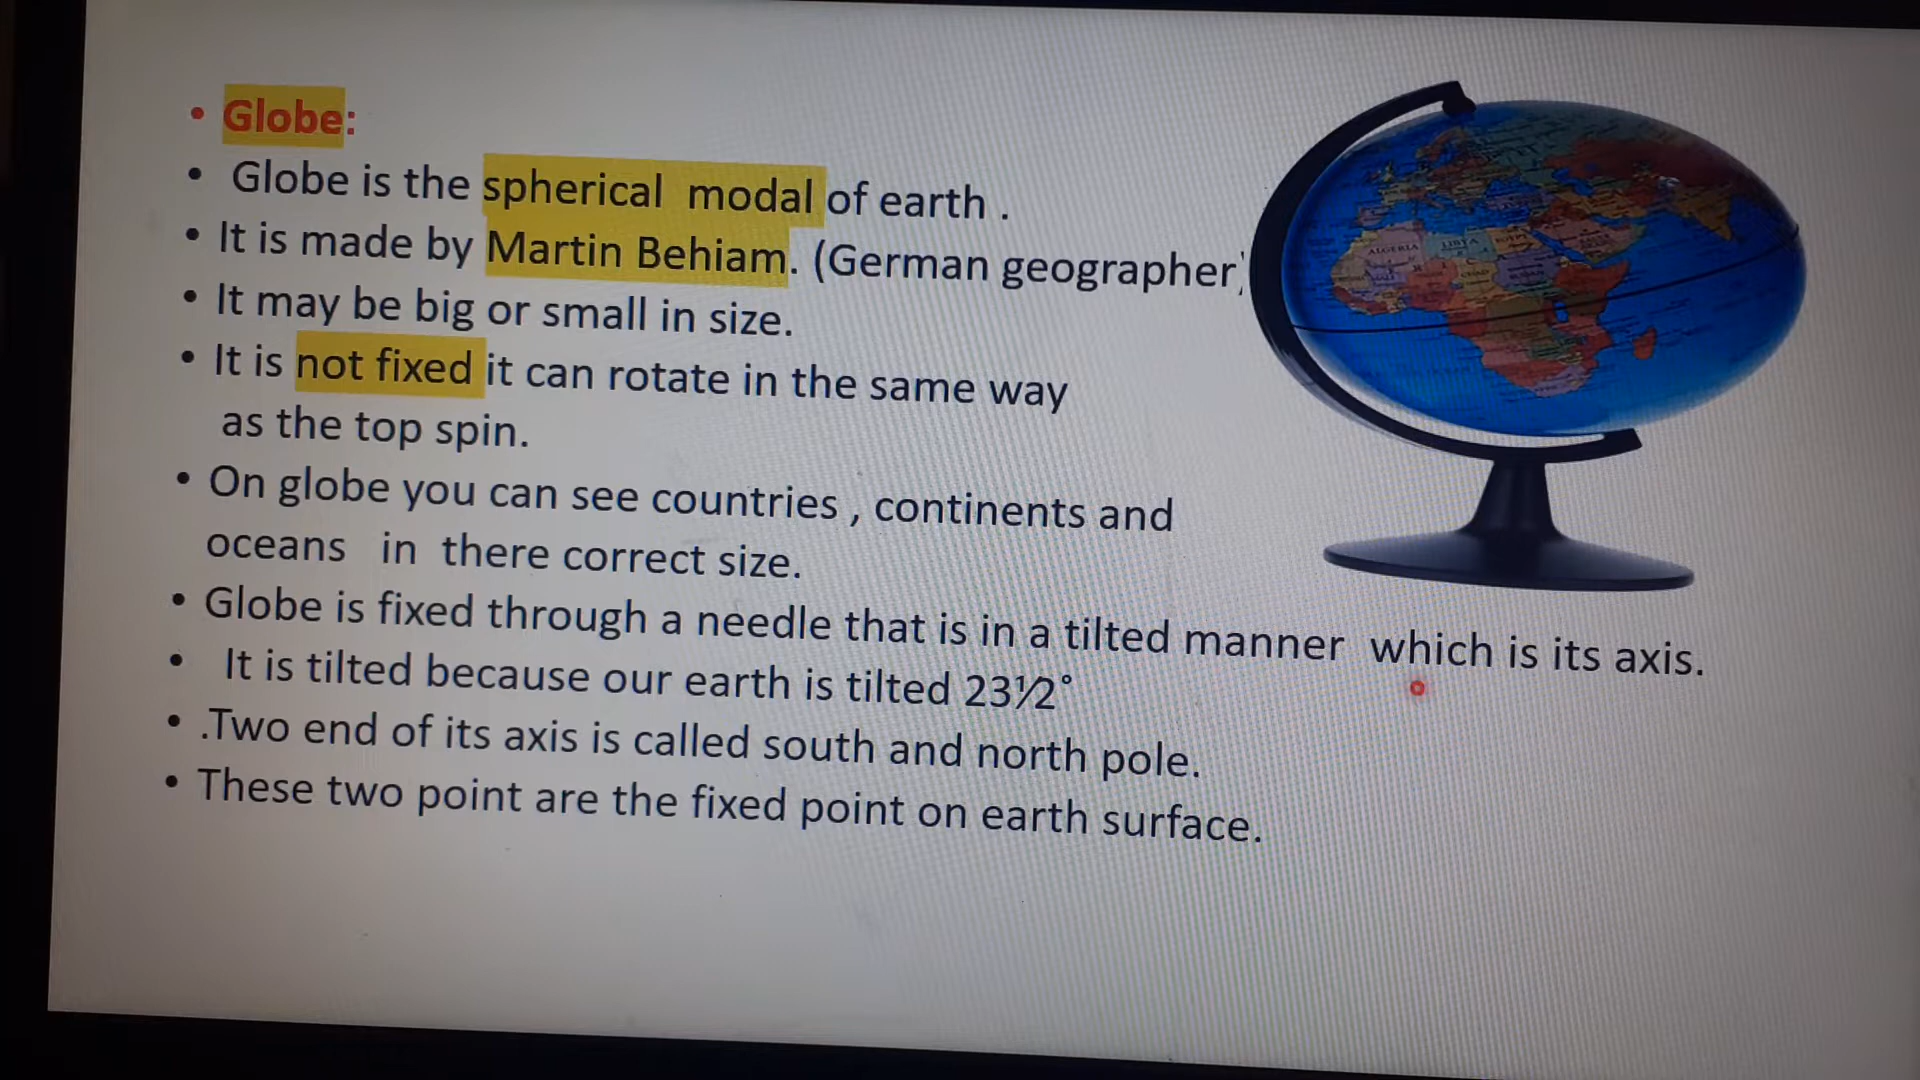 • Globe:
• Globe is the spherical modal of earth .
• It is made by Martin Behiam. (German geographer)
• It may be big or small in size.
• It is not fixed it can rotate in the same way
as the top spin.
• On globe you can see countries , continents and
oceans in there correct size.
• Globe is fixed through a needle that is in a tilted manner which is its axis.
• It is tilted because our earth is tilted 23½˚
• .Two end of its axis is called south and north pole.
• These two point are the fixed point on earth surface.
ALGERIA
LIBYA
EGYPT
CHAD